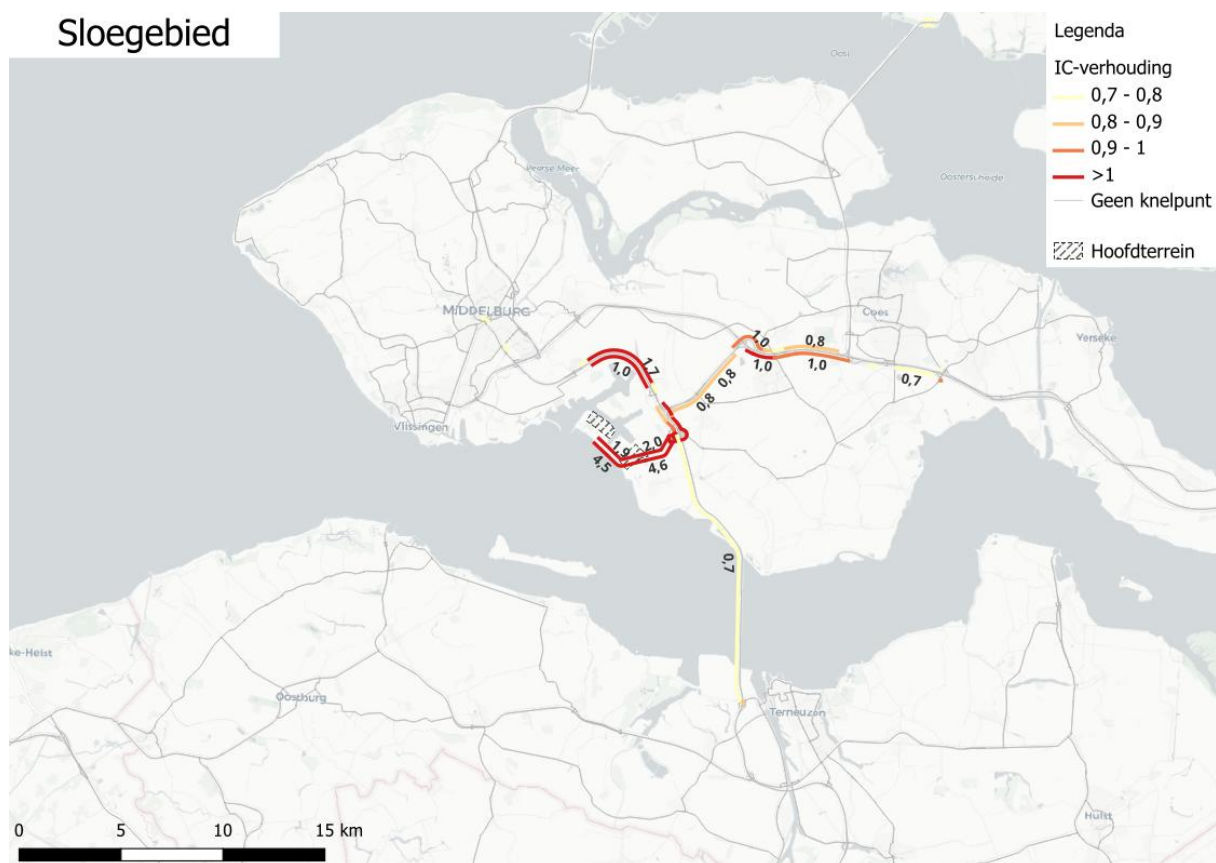 Sloegebied
Legenda
IC-verhouding
0,7 - 0,8
0,8 - 0,9
0,9 - 1
>1
Geen knelpunt
Hoofdterrein
Oosterschelde
Veerse Meer
MIDDELBURG
Goes
Yerseke
1,0
0,8
1,0
1,0
0,7
0,8
0,8
1,7
1,0
Vlissingen
1,9
2,0
4,5
4,6
0,7
ke-Heist
Oostburg
Terneuzen
Hulst
0 5 10 15 km